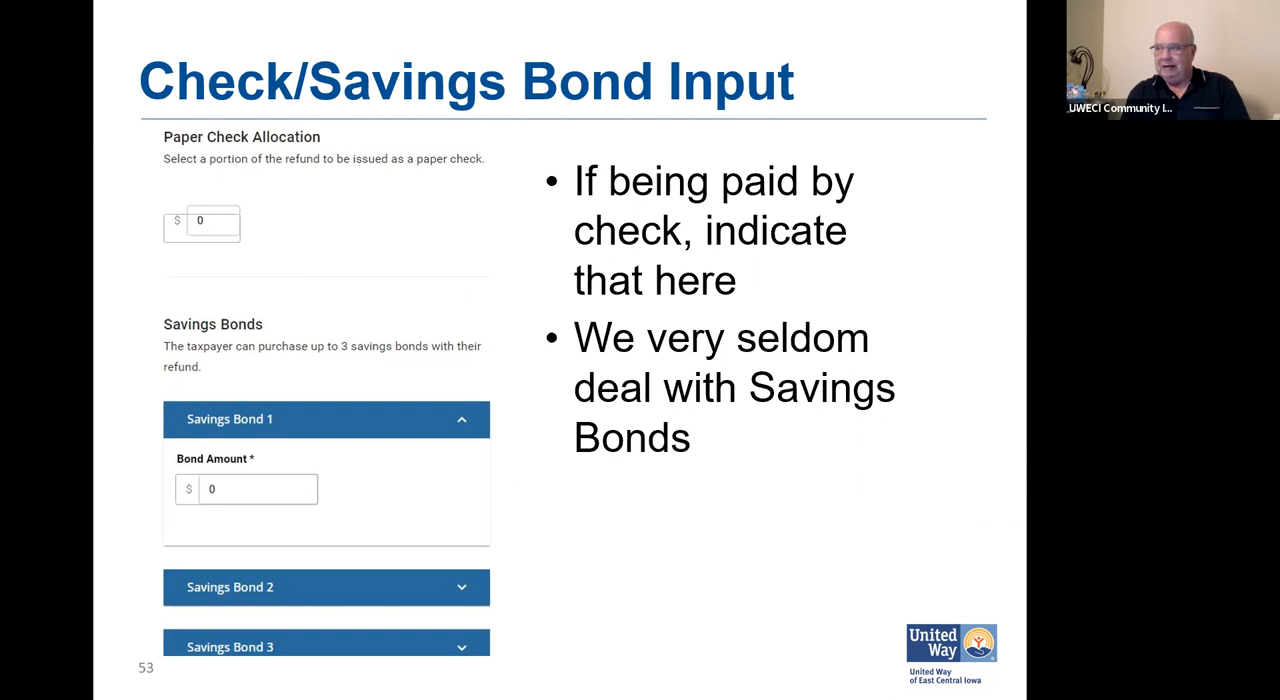 Check/Savings Bond Input
Paper Check Allocation
Select a portion of the refund to be issued as a paper check.
$ 0
Savings Bonds
The taxpayer can purchase up to 3 savings bonds with their
refund.
Savings Bond 1
Bond Amount *
$ 0
Savings Bond 2
Savings Bond 3
• If being paid by
check, indicate
that here
• We very seldom
deal with Savings
Bonds
53
United
Way
United Way
of East Central Iowa
UWECI Community I...